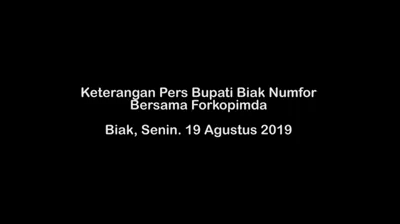 Keterangan Pers Bupati Biak Numfor
Bersama Forkopimda
Biak, Senin. 19 Agustus 2019